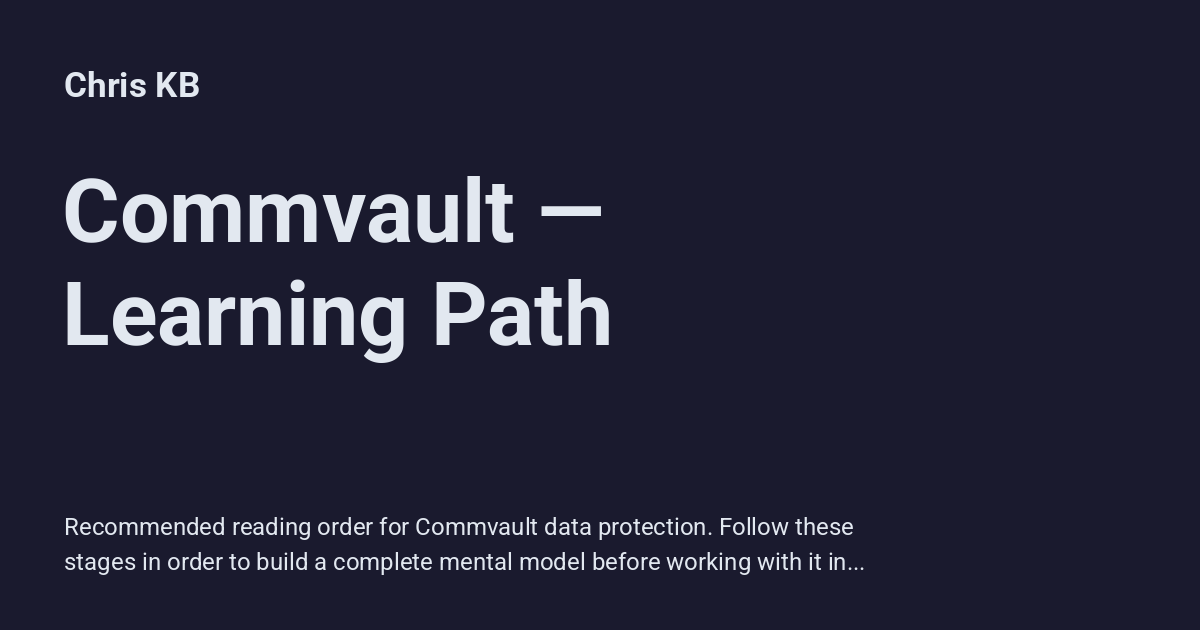 Chris KB
Commvault —
Learning Path
Recommended reading order for Commvault data protection. Follow these
stages in order to build a complete mental model before working with it in...